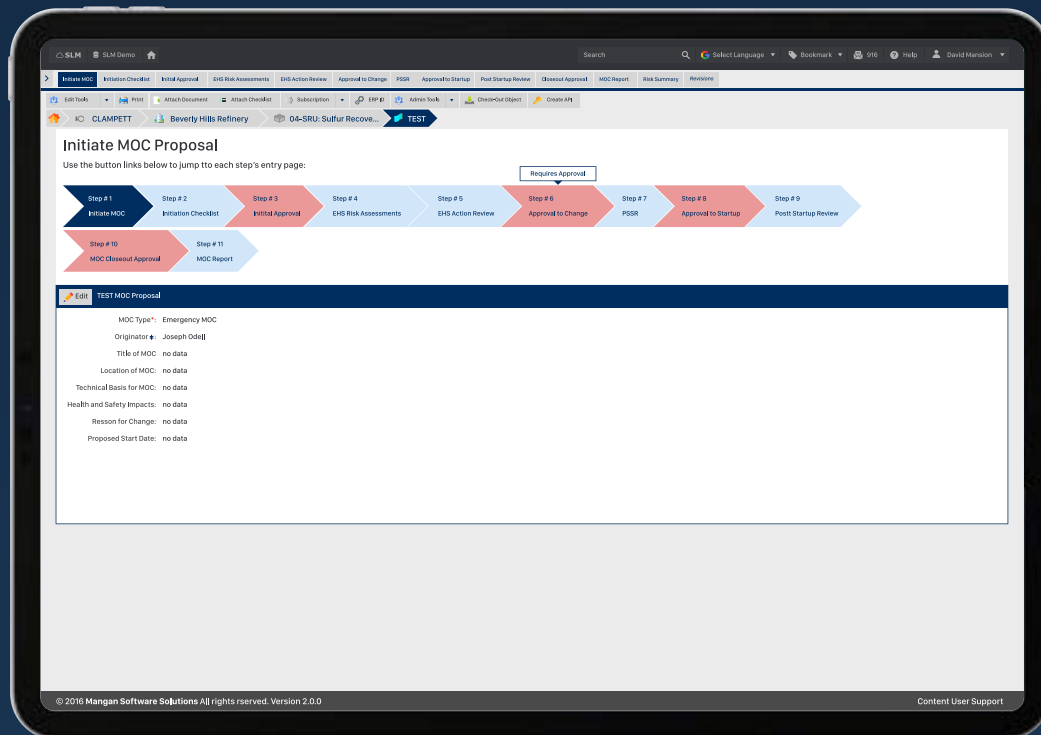 SLM SLM Demo Search Select Language Bookmark 916 Help David Mansion
Initiate MOC Initiation Checklist Initial Approval EHS Risk Assessments EHS Action Review Approval to Change PSSR Approval to Startup Post Startup Review Closeout Approval MOC Report Risk Summary Revisions
Edit Tools Print Attach Document Attach Checklist Subscription ERP ID Admin Tools Check-Out Object Create API
CLAMPETT Beverly Hills Refinery 04-SRU: Sulfur Recove... TEST
Initiate MOC Proposal
Use the button links below to jump tto each step's entry page:
Requires Approval
Step # 1 Step # 2 Step # 3 Step # 4 Step # 5 Step # 6 Step # 7 Step # 8 Step # 9
Initiate MOC Initiation Checklist Initital Approval EHS Risk Assessments EHS Action Review Approval to Change PSSR Approval to Startup Postt Startup Review
Step # 10 Step # 11
MOC Closeout Approval MOC Report
Edit TEST MOC Proposal
MOC Type*: Emergency MOC
Originator: Joseph Odell
Title of MOC no data
Location of MOC: no data
Technical Basis for MOC: no data
Health and Safety Impacts: no data
Resson for Change: no data
Proposed Start Date: no data
© 2016 Mangan Software Solutions All rights rserved. Version 2.0.0 Content User Support